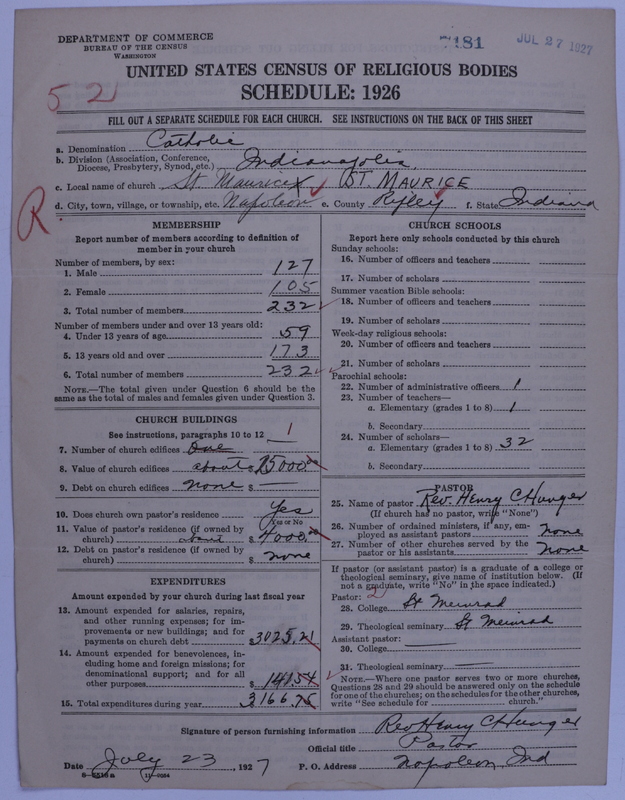 DEPARTMENT OF COMMERCE
BUREAU OF THE CENSUS
WASHINGTON
7181
JUL 27 1927
UNITED STATES CENSUS OF RELIGIOUS BODIES
SCHEDULE: 1926
52
FILL OUT A SEPARATE SCHEDULE FOR EACH CHURCH. SEE INSTRUCTIONS ON THE BACK OF THIS SHEET
a. Denomination Catholic
b. Division (Association, Conference, Diocese, Presbytery, Synod, etc.) Indianapolis
c. Local name of church St Maurice ST. MAURICE
d. City, town, village, or township, etc. Napoleon e. County Ripley f. State Indiana
R
MEMBERSHIP
Report number of members according to definition of
member in your church
Number of members, by sex:
1. Male 127
2. Female 105
3. Total number of members 232
Number of members under and over 13 years old:
4. Under 13 years of age 59
5. 13 years old and over 173
6. Total number of members 232
NOTE.—The total given under Question 6 should be
same as the total of males and females given under Question 3.
CHURCH BUILDINGS
See instructions, paragraphs 10 to 12
7. Number of church edifices One 1
8. Value of church edifices about $ 75000.00
9. Debt on church edifices none $ —
10. Does church own pastor's residence Yes
Yes or No
11. Value of pastor's residence (if owned by
church) about $ 4000.00
12. Debt on pastor's residence (if owned by
church) $ none
EXPENDITURES
Amount expended by your church during last fiscal year
13. Amount expended for salaries, repairs,
and other running expenses; for im-
provements or new buildings; and for
payments on church debt $ 3025.21
14. Amount expended for benevolences, in-
cluding home and foreign missions; for
denominational support; and for all
other purposes $ 141.54
15. Total expenditures during year 3166.75
CHURCH SCHOOLS
Report here only schools conducted by this church
Sunday schools:
16. Number of officers and teachers
17. Number of scholars
Summer vacation Bible schools:
18. Number of officers and teachers
19. Number of scholars
Week-day religious schools:
20. Number of officers and teachers
21. Number of scholars
Parochial schools:
22. Number of administrative officers 1
23. Number of teachers—
a. Elementary (grades 1 to 8) 1
b. Secondary
24. Number of scholars—
a. Elementary (grades 1 to 8) 32
b. Secondary
PASTOR
25. Name of pastor Rev. Henry C Hunger
(If church has no pastor, write "None")
26. Number of ordained ministers, if any, em-
ployed as assistant pastors none
27. Number of other churches served by the
pastor or his assistants none
If pastor (or assistant pastor) is a graduate of a college or
theological seminary, give name of institution below. (If
not a graduate, write "No" in the space indicated.)
Pastor: 2
28. College St Meinrad
29. Theological seminary St Meinrad
Assistant pastor:
30. College
31. Theological seminary
NOTE.—Where one pastor serves two or more churches,
Questions 28 and 29 should be answered only on the schedule
for one of the churches; on the schedules for the other churches,
write "See schedule for church."
Signature of person furnishing information Rev Henry C Hunger
Official title Pastor
Date July 23, 1927 P. O. Address Napoleon, Ind